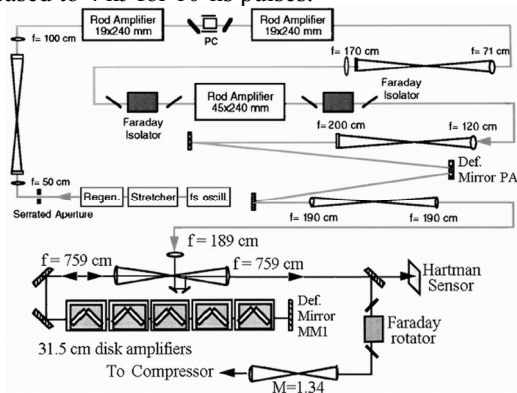 Rod Amplifier
19x240 mm
PC
Rod Amplifier
19x240 mm
f= 100 cm
f= 170 cm
f= 71 cm
Faraday
Isolator
Rod Amplifier
45x240 mm
Faraday
Isolator
f=200 cm
f=120 cm
Def.
Mirror PA
f= 50 cm
Regen.
Stretcher
fs oscill.
Serrated Aperture
f= 190 cm
f= 190 cm
f = 189 cm
f = 759 cm
f = 759 cm
Hartman
Sensor
Def.
Mirror
MM1
31.5 cm disk amplifiers
Faraday
rotator
To Compressor
M=1.34